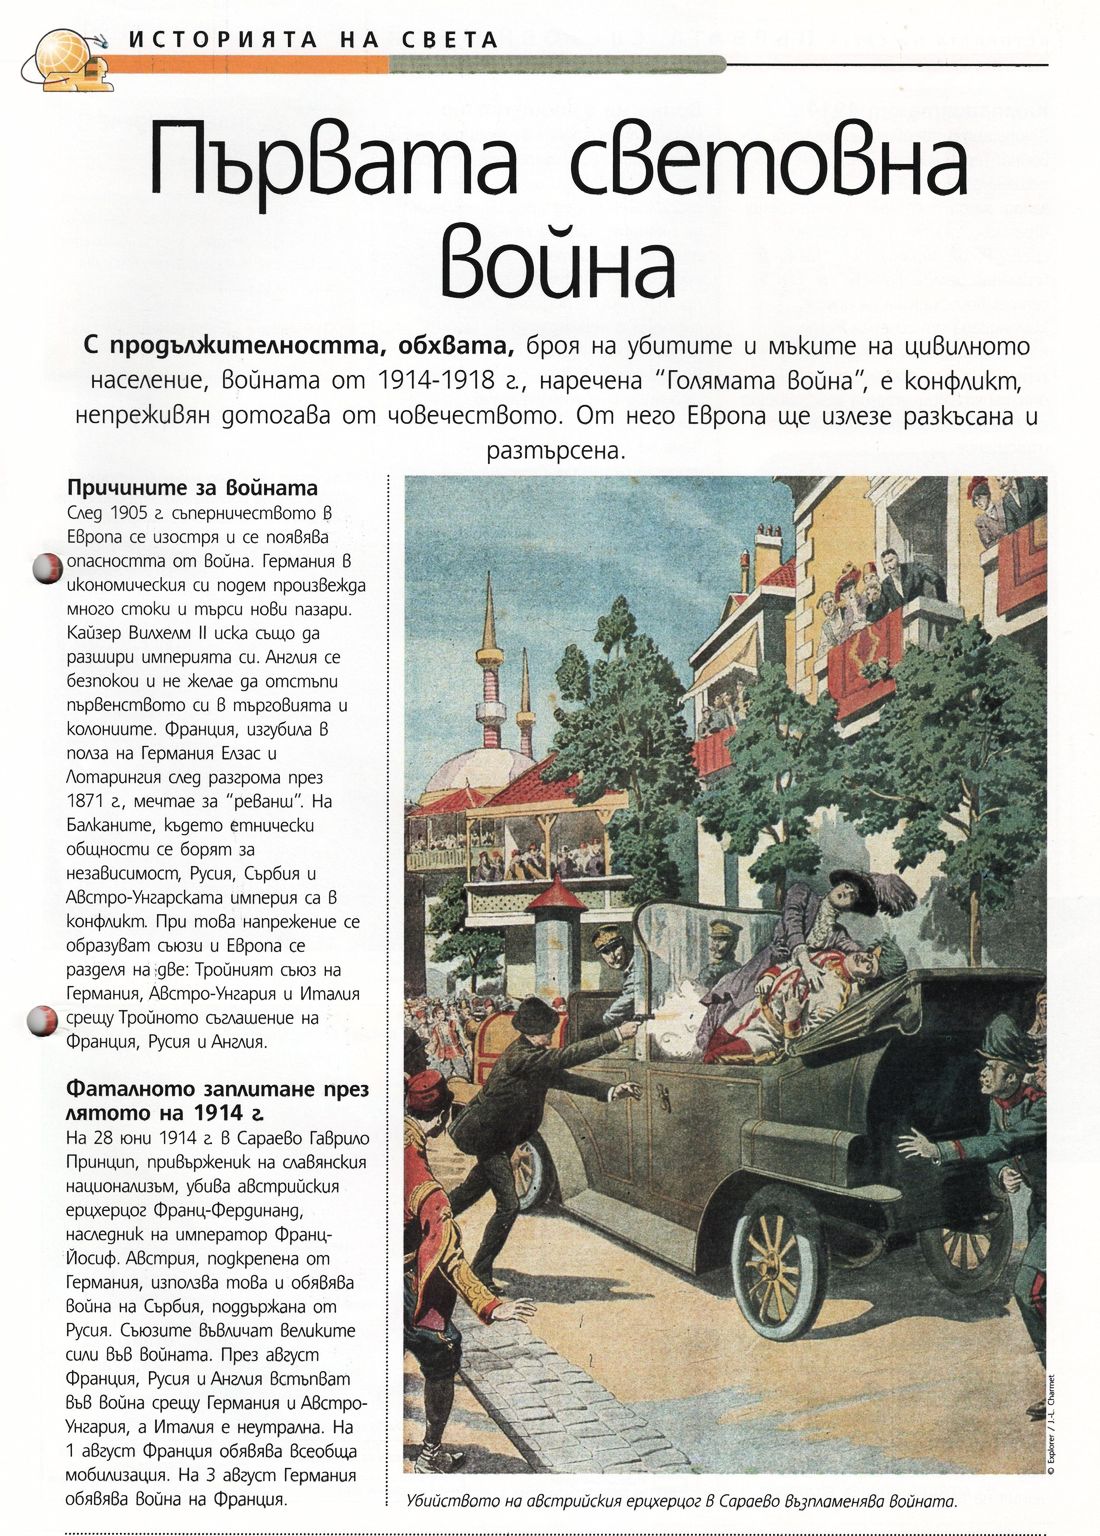 ИСТОРИЯТА НА СВЕТА
Първата световна
война
С продължителността, обхвата, броя на убитите и мъките на цивилното
население, войната от 1914-1918 г., наречена “Голямата война”, е конфликт,
непреживян дотогава от човечеството. От него Европа ще излезе разкъсана и
разтърсена.
Причините за войната
След 1905 г. съперничеството в
Европа се изостря и се появява
опасността от война. Германия в
икономическия си подем произвежда
много стоки и търси нови пазари.
Кайзер Вилхелм II иска също да
разшири империята си. Англия се
безпокои и не желае да отстъпи
първенството си в търговията и
колониите. Франция, изгубила в
полза на Германия Елзас и
Лотарингия след разгрома през
1871 г., мечтае за “реванш”. На
Балканите, където етнически
общности се борят за
независимост, Русия, Сърбия и
Австро-Унгарската империя са в
конфликт. При това напрежение се
образуват съюзи и Европа се
разделя на две: Тройният съюз на
Германия, Австро-Унгария и Италия
срещу Тройното съглашение на
Франция, Русия и Англия.
Фаталното заплитане през
лятото на 1914 г.
На 28 юни 1914 г. в Сараево Гаврило
Принцип, привърженик на славянския
национализъм, убива австрийския
ерцхерцог Франц-Фердинанд,
наследник на император Франц-
Йосиф. Австрия, подкрепена от
Германия, използва това и обявява
война на Сърбия, поддържана от
Русия. Съюзите въвличат великите
сили във войната. През август
Франция, Русия и Англия встъпват
във война срещу Германия и Австро-
Унгария, а Италия е неутрална. На
1 август Франция обявява всеобща
мобилизация. На 3 август Германия
обявява война на Франция.
© Explorer / J.-L. Charmet
Убийството на австрийския ерцхерцог в Сараево възпламенява войната.